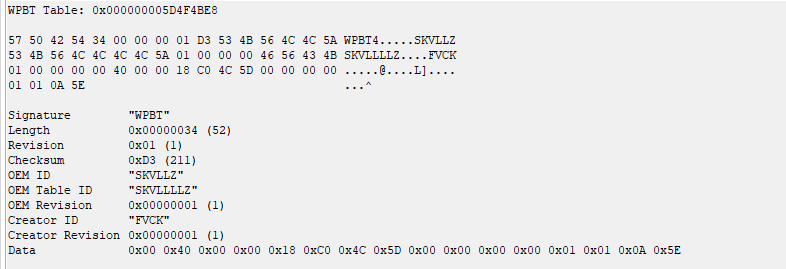 WPBT Table: 0x000000005D4F4BE8
57 50 42 54 34 00 00 00 01 D3 53 4B 56 4C 4C 5A WPBT4.....SKVLLZ
53 4B 56 4C 4C 4C 4C 5A 01 00 00 00 46 56 43 4B SKVLLLLZ....FVCK
01 00 00 00 00 40 00 00 18 C0 4C 5D 00 00 00 00 .....@....L]....
01 01 0A 5E ...^
Signature "WPBT"
Length 0x00000034 (52)
Revision 0x01 (1)
Checksum 0xD3 (211)
OEM ID "SKVLLZ"
OEM Table ID "SKVLLLLZ"
OEM Revision 0x00000001 (1)
Creator ID "FVCK"
Creator Revision 0x00000001 (1)
Data 0x00 0x40 0x00 0x00 0x18 0xC0 0x4C 0x5D 0x00 0x00 0x00 0x00 0x01 0x01 0x0A 0x5E